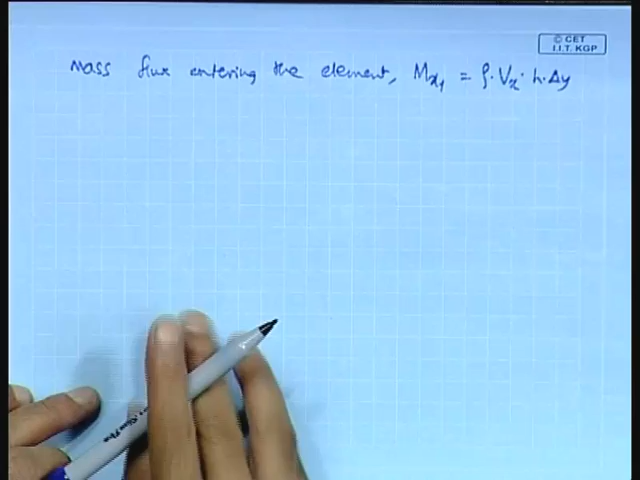 © CET
I.I.T. KGP
Mass flux entering the element, Mx₁ = ρ·Vx·h·Δy